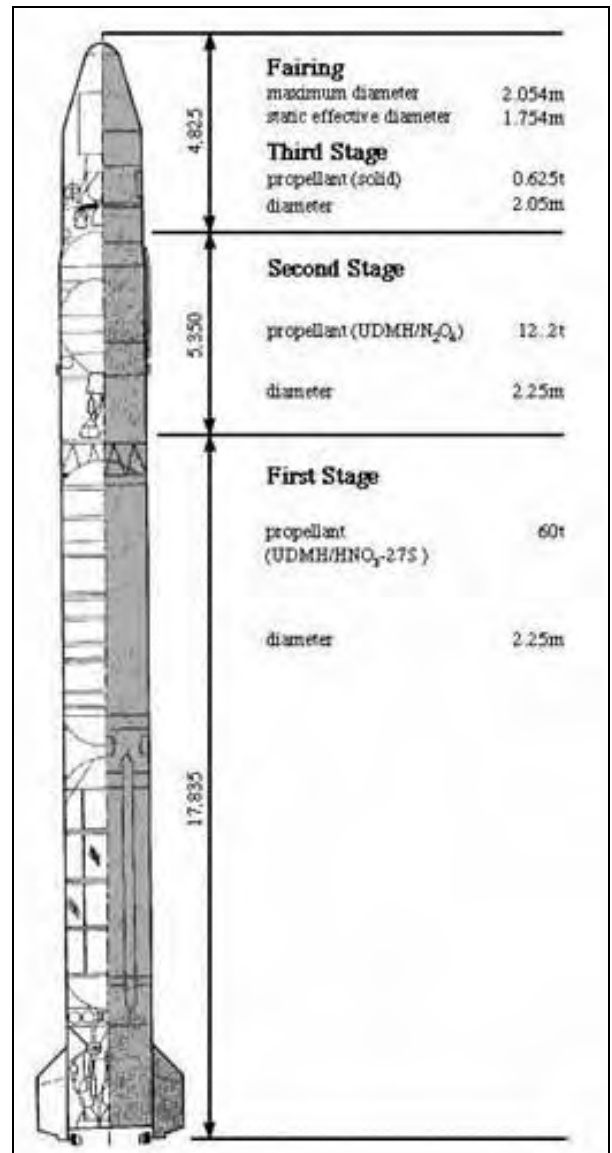 Fairing
maximum diameter 2.054m
static effective diameter 1.754m
Third Stage
propellant (solid) 0.625t
diameter 2.05m
4,825
Second Stage
propellant (UDMH/N₂O₄) 12..2t
diameter 2.25m
5,350
First Stage
propellant 60t
(UDMH/HNO₃-27S )
diameter 2.25m
17,835